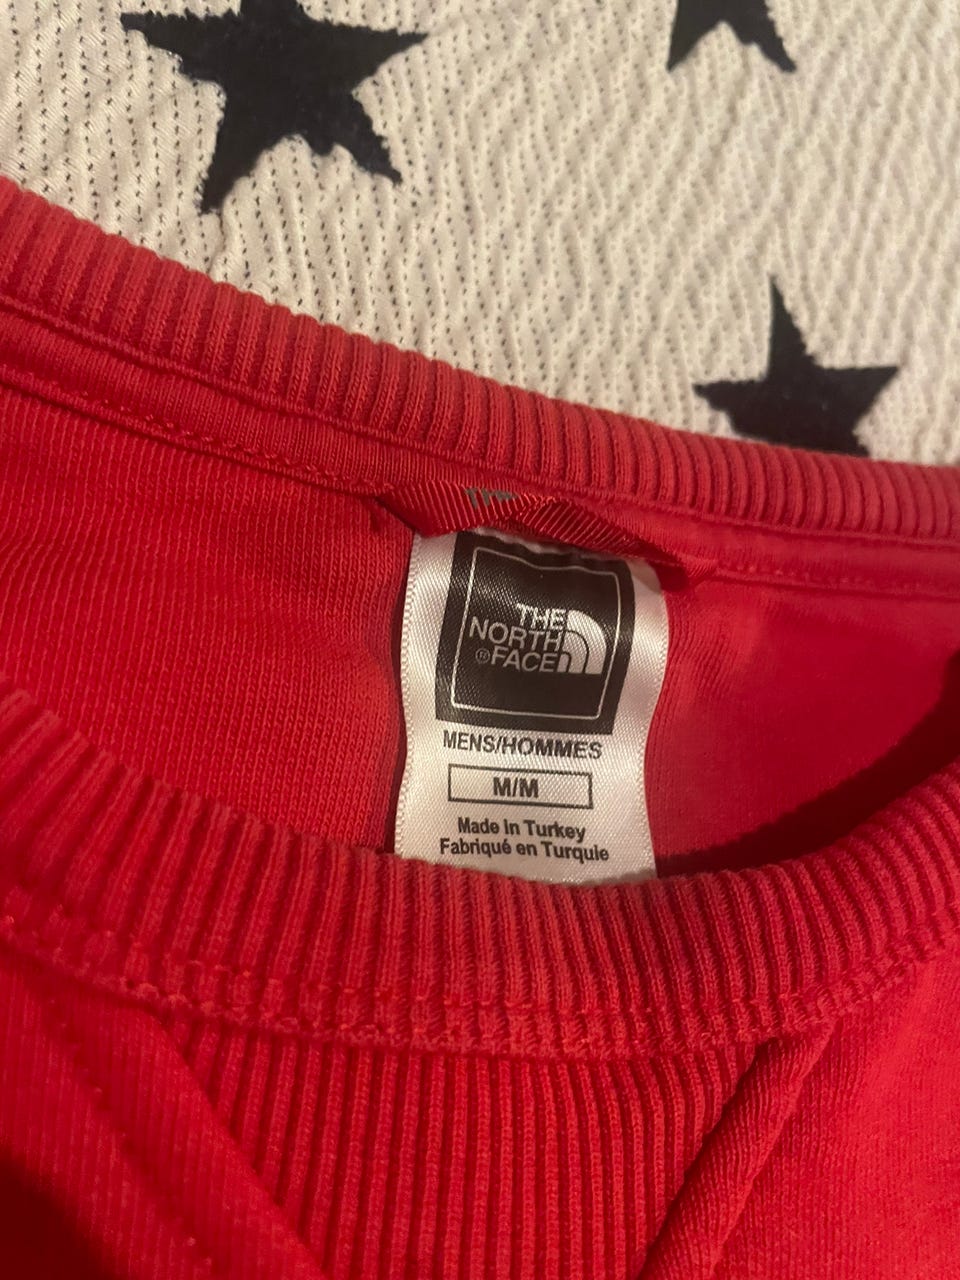 THE
NORTH
®FACE
MENS/HOMMES
M/M
Made in Turkey
Fabriqué en Turquie